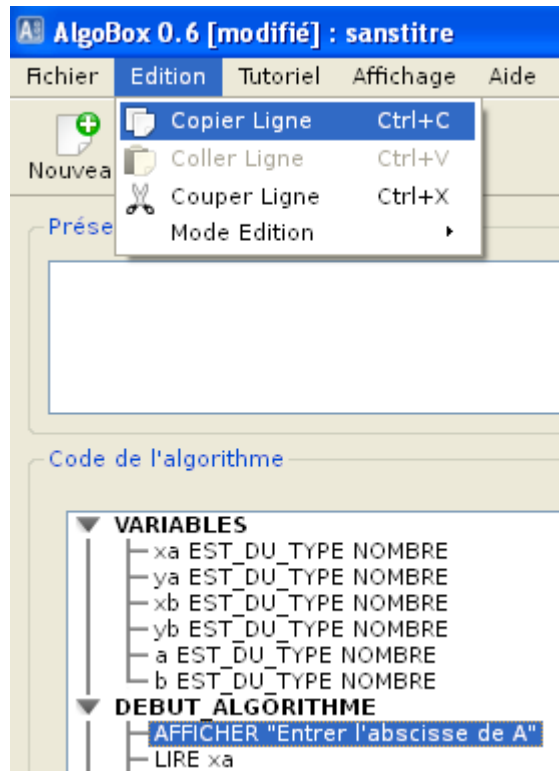 AlgoBox 0.6 [modifié] : sanstitre
Fichier Edition Tutoriel Affichage Aide
Copier Ligne Ctrl+C
Nouvea
Coller Ligne Ctrl+V
Couper Ligne Ctrl+X
Prése
Mode Edition
Code de l'algorithme
VARIABLES
xa EST_DU_TYPE NOMBRE
ya EST_DU_TYPE NOMBRE
xb EST_DU_TYPE NOMBRE
yb EST_DU_TYPE NOMBRE
a EST_DU_TYPE NOMBRE
b EST_DU_TYPE NOMBRE
DEBUT_ALGORITHME
AFFICHER "Entrer l'abscisse de A"
LIRE xa